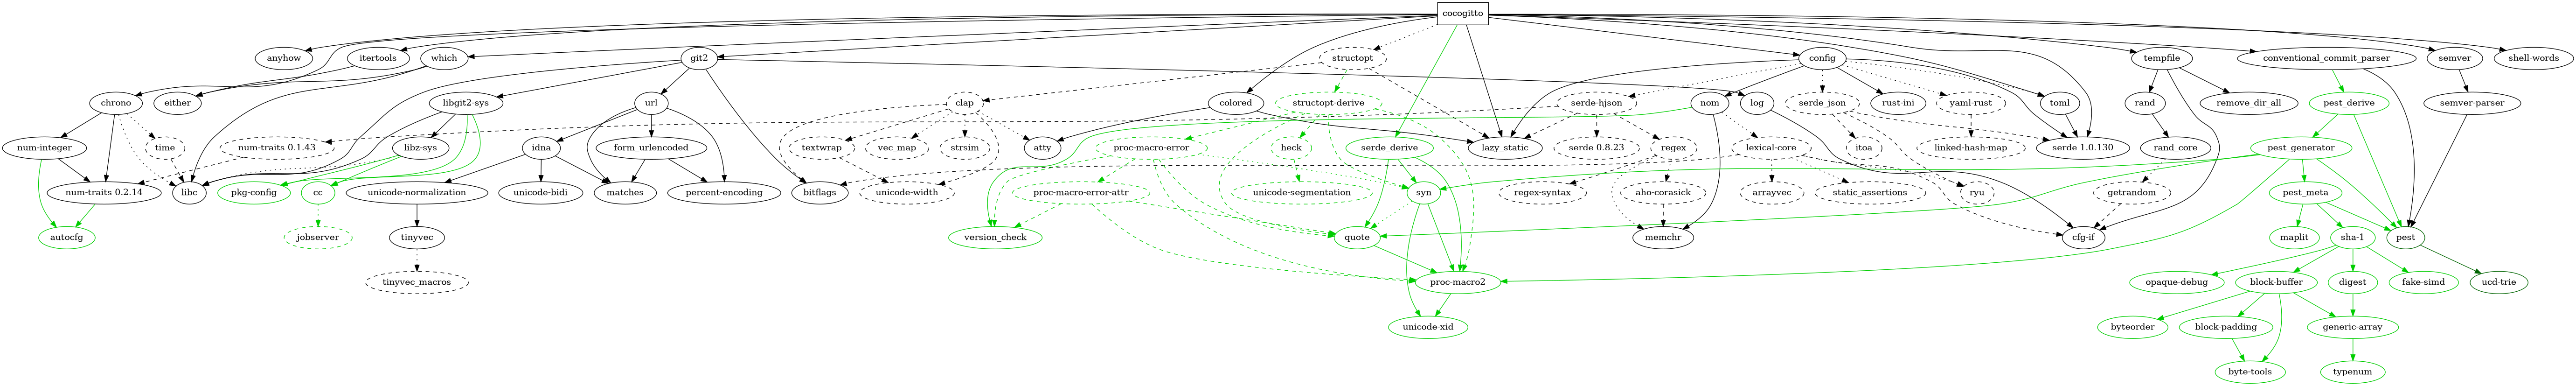 cocogitto
anyhow
itertools
which
git2
structopt
config
tempfile
conventional_commit_parser
semver
shell-words
chrono
either
libgit2-sys
url
clap
colored
structopt-derive
serde-hjson
nom
log
serde_json
rust-ini
yaml-rust
toml
rand
remove_dir_all
pest_derive
semver-parser
num-integer
time
num-traits 0.1.43
libz-sys
idna
form_urlencoded
textwrap
vec_map
strsim
atty
proc-macro-error
heck
serde_derive
lazy_static
serde 0.8.23
regex
lexical-core
itoa
linked-hash-map
serde 1.0.130
rand_core
pest_generator
num-traits 0.2.14
libc
pkg-config
cc
unicode-normalization
unicode-bidi
matches
percent-encoding
bitflags
unicode-width
proc-macro-error-attr
unicode-segmentation
syn
regex-syntax
aho-corasick
arrayvec
static_assertions
ryu
getrandom
pest_meta
autocfg
jobserver
tinyvec
version_check
quote
memchr
cfg-if
maplit
sha-1
pest
tinyvec_macros
proc-macro2
opaque-debug
block-buffer
digest
fake-simd
ucd-trie
unicode-xid
byteorder
block-padding
generic-array
byte-tools
typenum